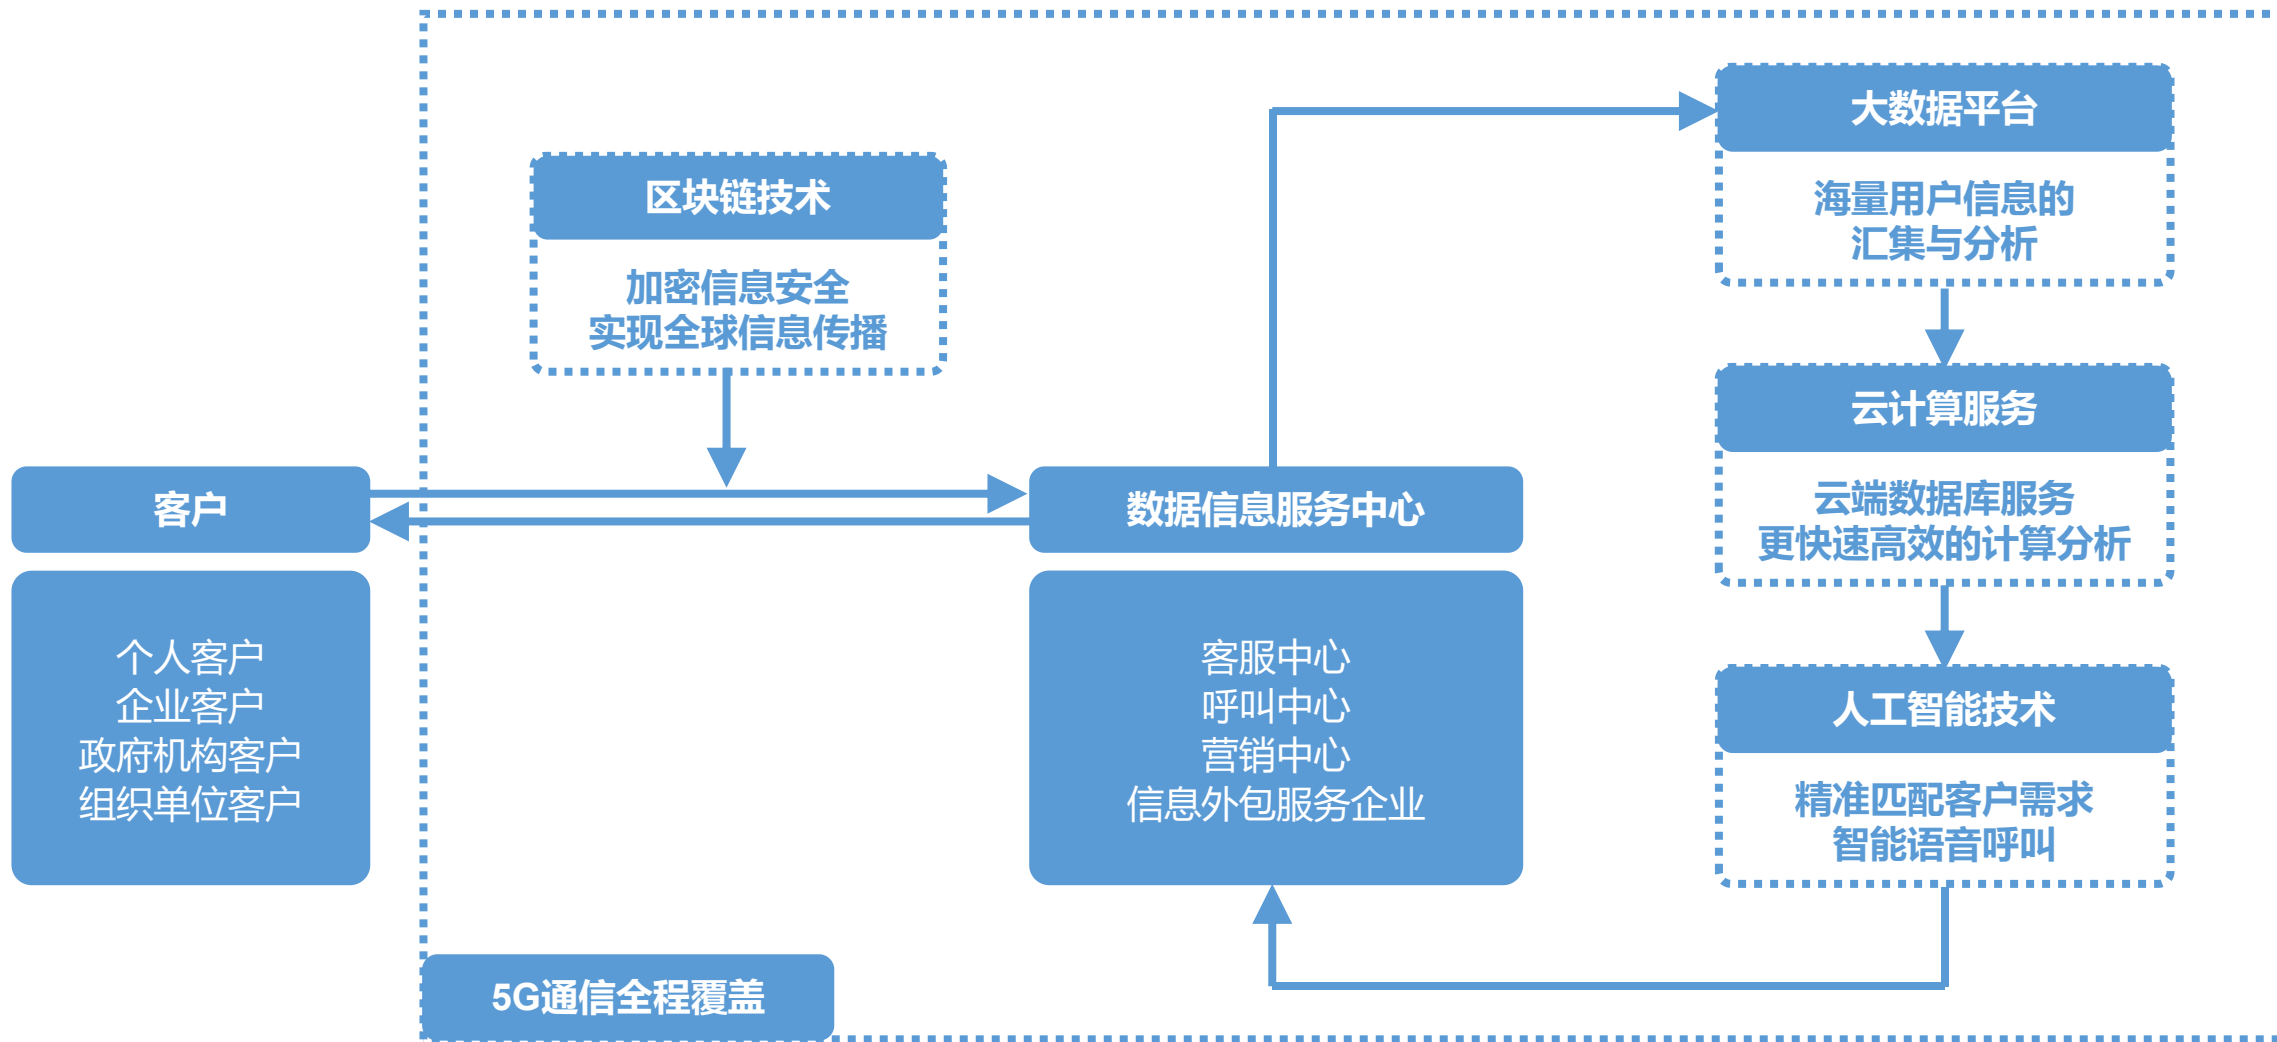 区块链技术
加密信息安全
实现全球信息传播
客户
个人客户
企业客户
政府机构客户
组织单位客户
数据信息服务中心
客服中心
呼叫中心
营销中心
信息外包服务企业
大数据平台
海量用户信息的
汇集与分析
云计算服务
云端数据库服务
更快速高效的计算分析
人工智能技术
精准匹配客户需求
智能语音呼叫
5G通信全程覆盖